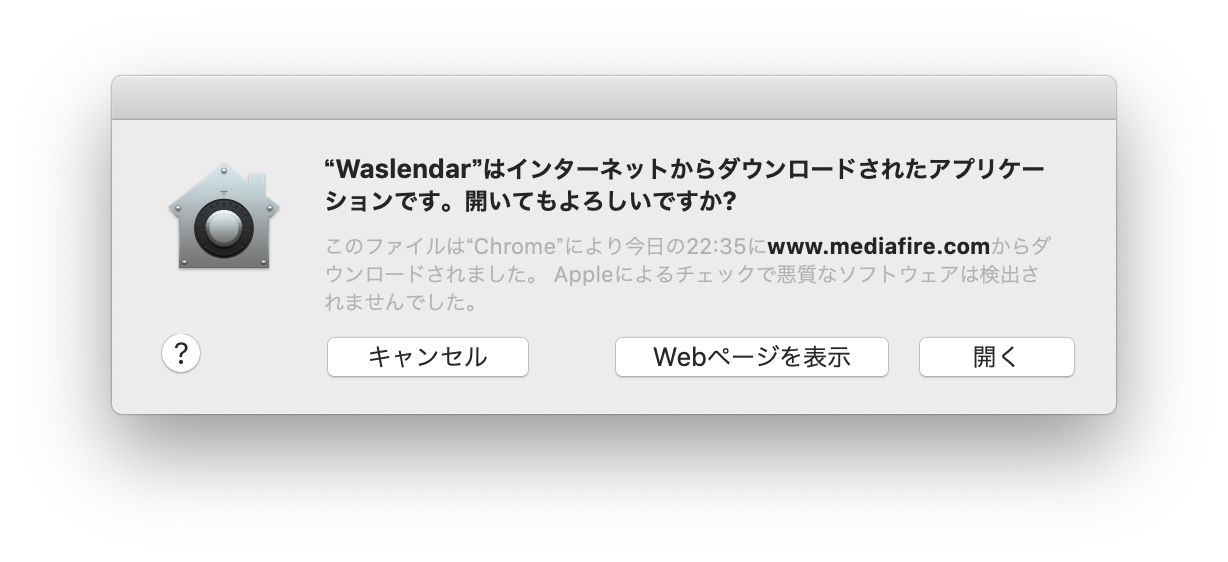 “Waslendar”はインターネットからダウンロードされたアプリケー
ションです。開いてもよろしいですか?
このファイルは“Chrome”により今日の22:35にwww.mediafire.comからダ
ウンロードされました。 Appleによるチェックで悪質なソフトウェアは検出さ
れませんでした。
? キャンセル Webページを表示 開く